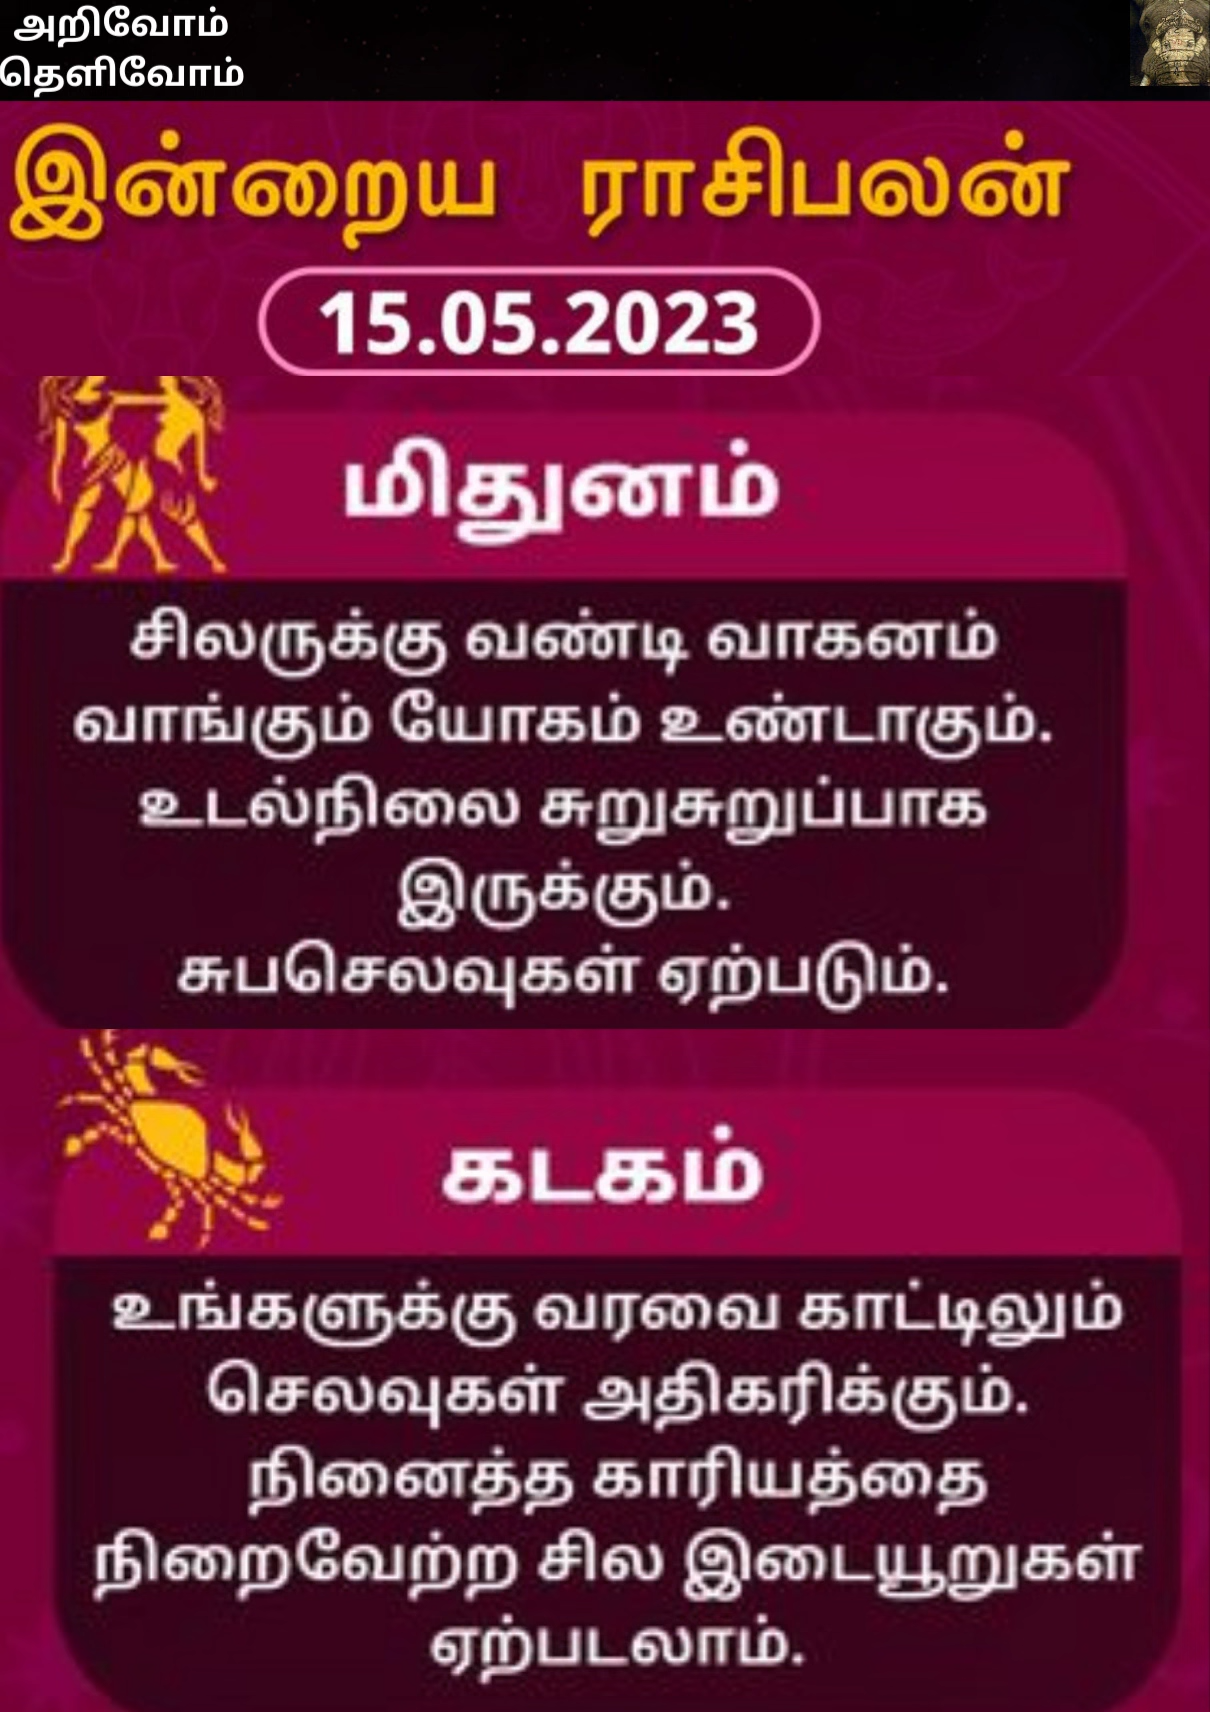 அறிவோம்
தெளிவோம்
இன்றைய ராசிபலன்
15.05.2023
மிதுனம்
சிலருக்கு வண்டி வாகனம்
வாங்கும் யோகம் உண்டாகும்.
உடல்நிலை சுறுசுறுப்பாக
இருக்கும்.
சுபசெலவுகள் ஏற்படும்.
கடகம்
உங்களுக்கு வரவை காட்டிலும்
செலவுகள் அதிகரிக்கும்.
நினைத்த காரியத்தை
நிறைவேற்ற சில இடையூறுகள்
ஏற்படலாம்.